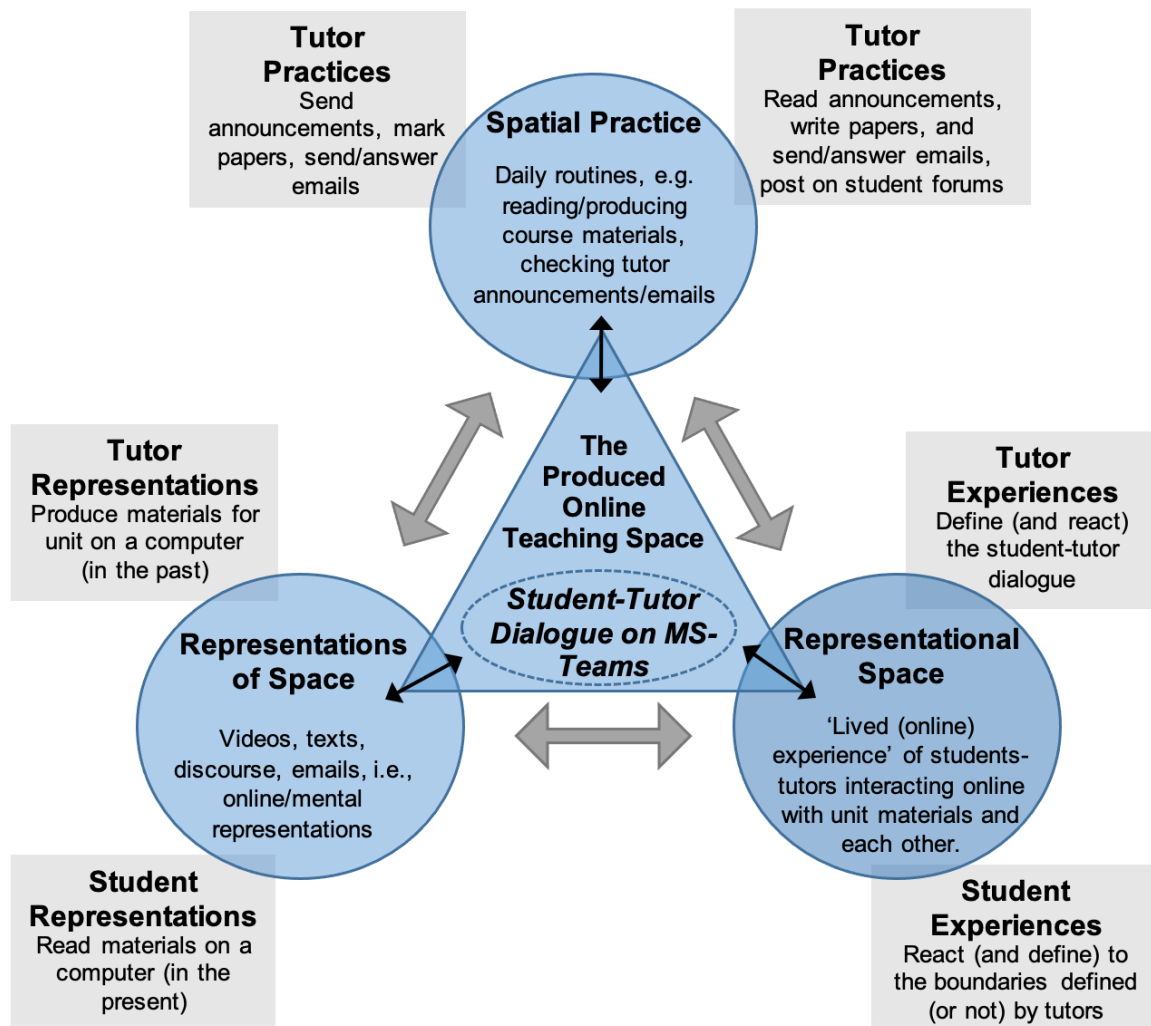 Tutor
Practices
Send
announcements, mark
papers, send/answer
emails
Tutor
Practices
Read announcements,
write papers, and
send/answer emails,
post on student forums
Spatial Practice
Daily routines, e.g.
reading/producing
course materials,
checking tutor
announcements/emails
The
Produced
Online
Teaching Space
Student-Tutor
Dialogue on MS-
Teams
Tutor
Representations
Produce materials for
unit on a computer
(in the past)
Tutor
Experiences
Define (and react)
the student-tutor
dialogue
Representations
of Space
Videos, texts,
discourse, emails, i.e.,
online/mental
representations
Representational
Space
‘Lived (online)
experience’ of students-
tutors interacting online
with unit materials and
each other.
Student
Representations
Read materials on a
computer (in the
present)
Student
Experiences
React (and define) to
the boundaries defined
(or not) by tutors